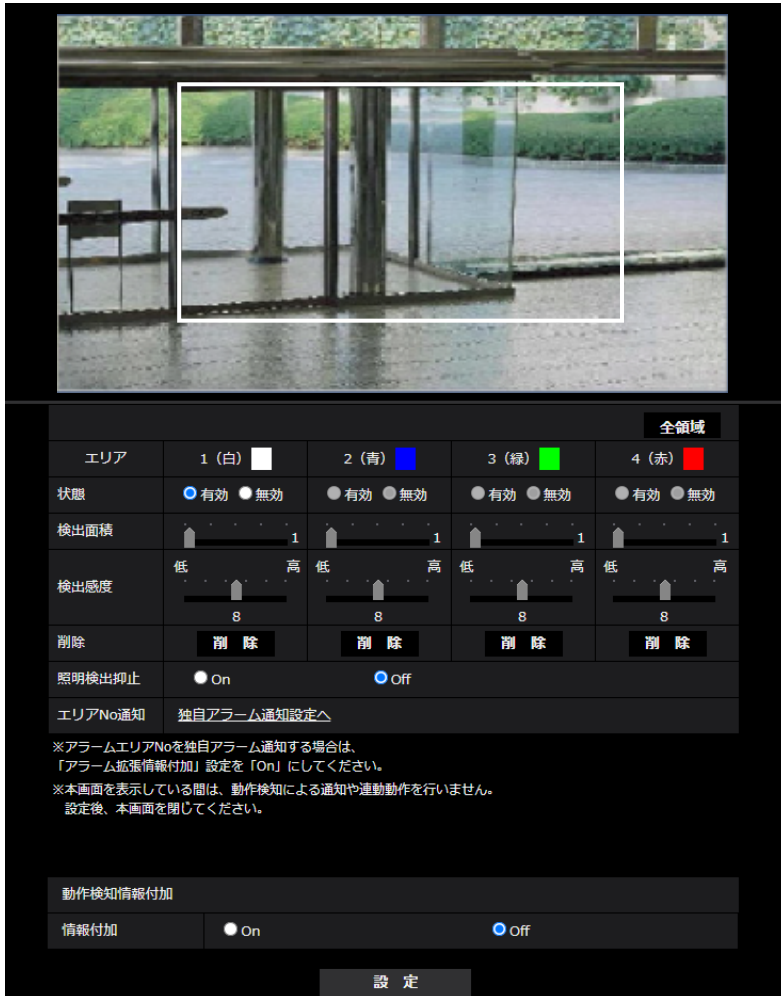 全領域
エリア 1（白） 2（青） 3（緑） 4（赤）
状態 有効 無効 有効 無効 有効 無効 有効 無効
検出面積 1 1 1 1
低 高 低 高 低 高 低 高
検出感度
8 8 8 8
削除 削 除 削 除 削 除 削 除
照明検出抑止 On Off
エリアNo通知 独自アラーム通知設定へ
※アラームエリアNoを独自アラーム通知する場合は、
「アラーム拡張情報付加」設定を「On」にしてください。
※本画面を表示している間は、動作検知による通知や連動動作を行いません。
設定後、本画面を閉じてください。
動作検知情報付加
情報付加 On Off
設 定